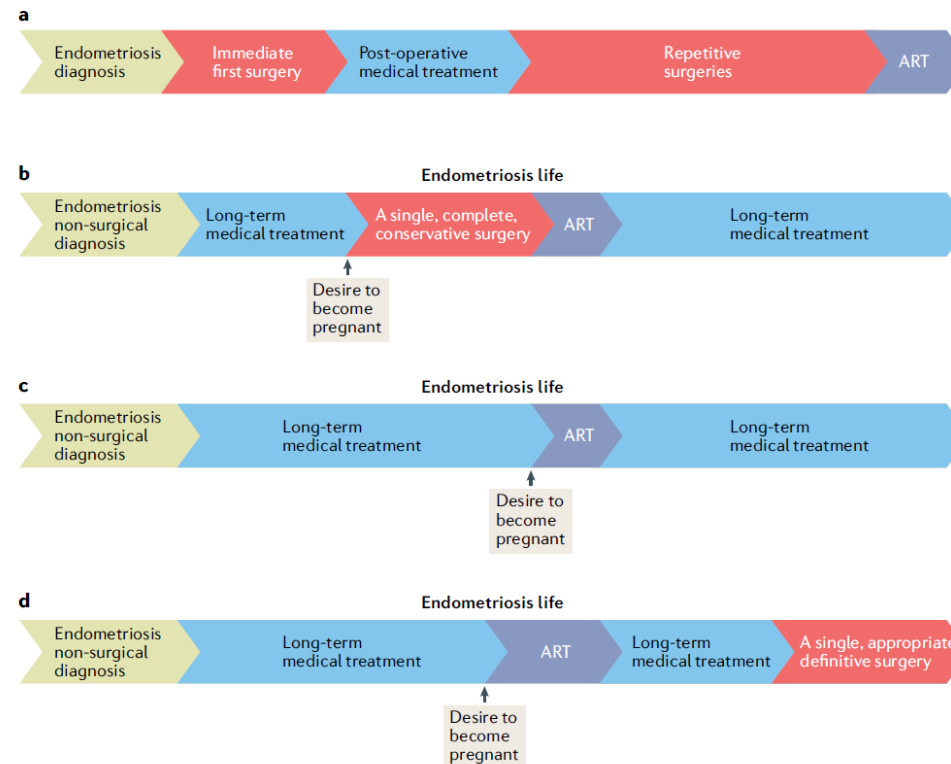 a
Endometriosis
diagnosis
Immediate
first surgery
Post-operative
medical treatment
Repetitive
surgeries
ART
b
Endometriosis life
Endometriosis
non-surgical
diagnosis
Long-term
medical treatment
A single, complete,
conservative surgery
ART
Long-term
medical treatment
Desire to
become
pregnant
c
Endometriosis life
Endometriosis
non-surgical
diagnosis
Long-term
medical treatment
ART
Long-term
medical treatment
Desire to
become
pregnant
d
Endometriosis life
Endometriosis
non-surgical
diagnosis
Long-term
medical treatment
ART
Long-term
medical treatment
A single, appropriate
definitive surgery
Desire to
become
pregnant